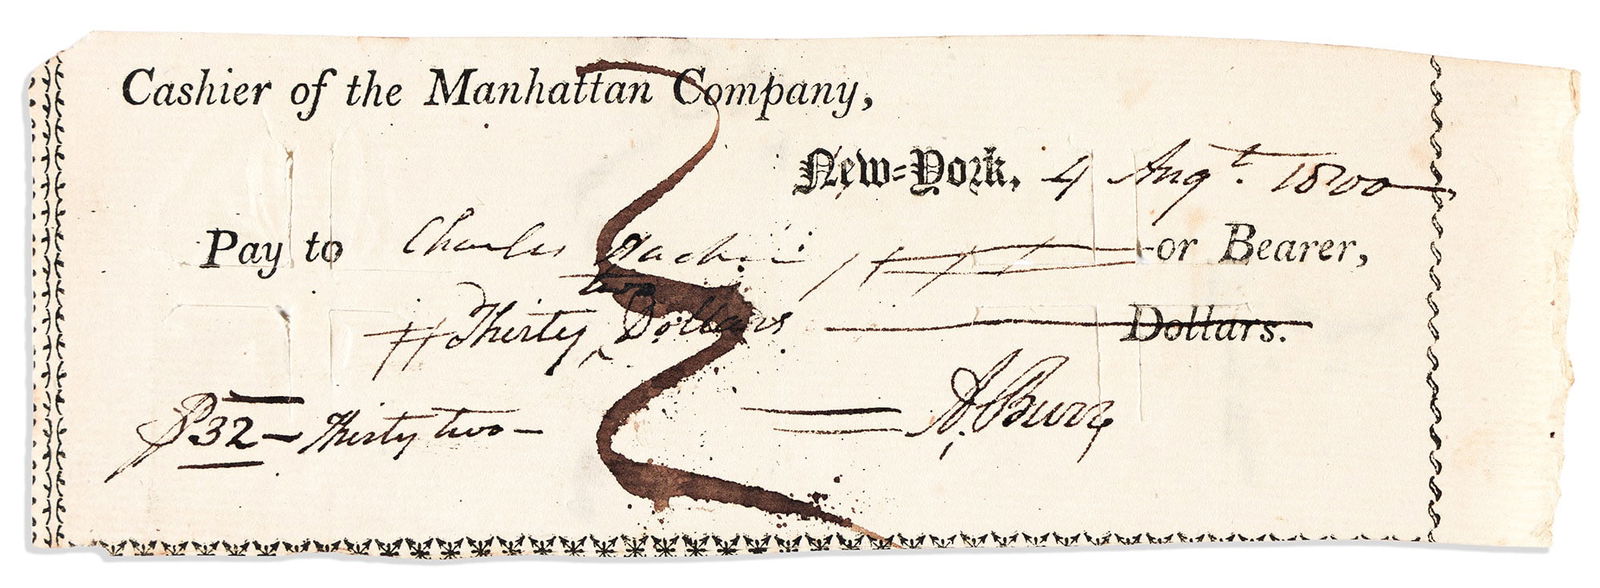 Cashier of the Manhattan Company,
New-York, 4 Augt. 1800
Pay to Charles or Bearer,
two
Thirty Dollars Dollars.
$32 - Thirty two - A. Burr